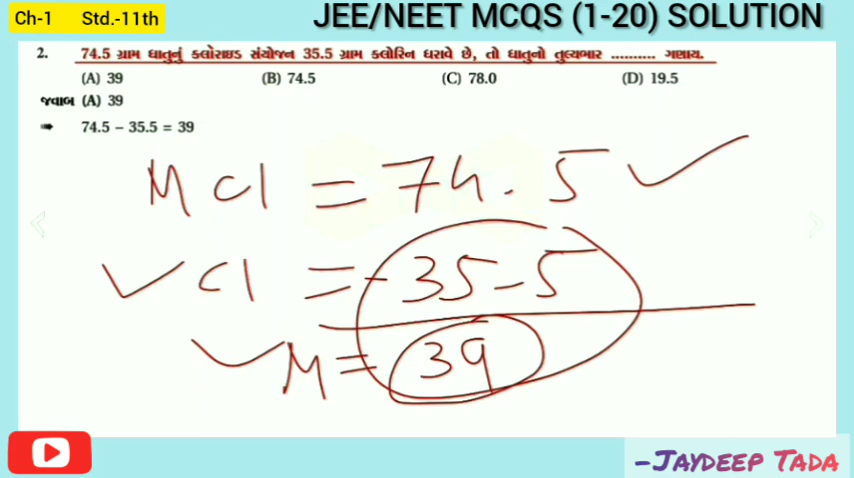 Ch-1 Std.-11th
JEE/NEET MCQS (1-20) SOLUTION
2. 74.5 ગ્રામ ધાતુનું ક્લોરાઇડ સંયોજન 35.5 ગ્રામ ક્લોરિન ધરાવે છે, તો ધાતુનો તુલ્યભાર .......... ગણાય.
(A) 39 (B) 74.5 (C) 78.0 (D) 19.5
જવાબ (A) 39
➠ 74.5 – 35.5 = 39
M Cl = 74.5 ✓
✓ Cl = - 35-5
✓ M = 39
-JAYDEEP TADA